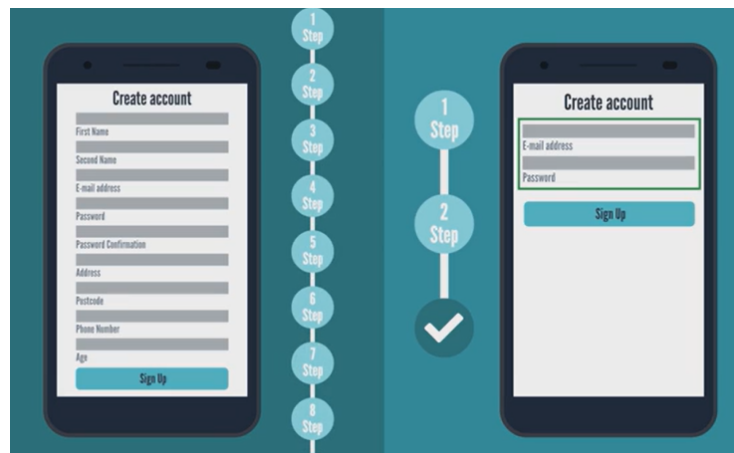 Create account
First Name
Second Name
E-mail address
Password
Password Confirmation
Address
Postcode
Phone Number
Age
Sign Up
1
Step
2
Step
3
Step
4
Step
5
Step
6
Step
7
Step
8
Step
1
Step
2
Step
Create account
E-mail address
Password
Sign Up